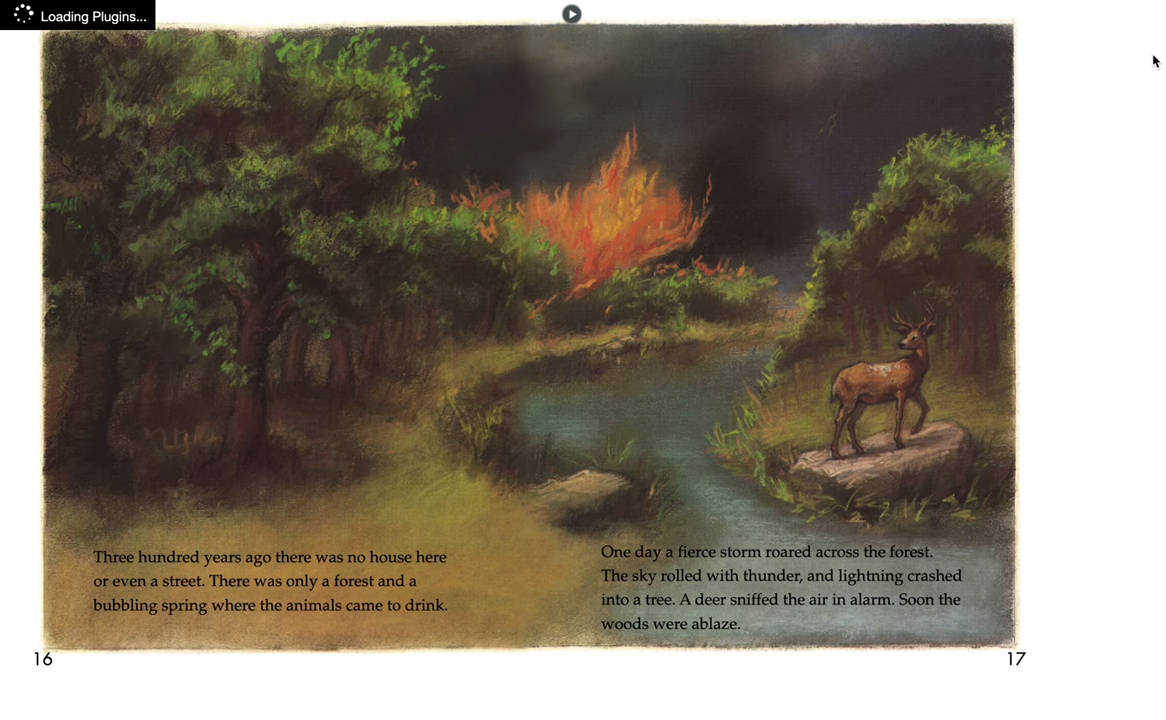 Loading Plugins...
Three hundred years ago there was no house here
or even a street. There was only a forest and a
bubbling spring where the animals came to drink.
One day a fierce storm roared across the forest.
The sky rolled with thunder, and lightning crashed
into a tree. A deer sniffed the air in alarm. Soon the
woods were ablaze.
16
17